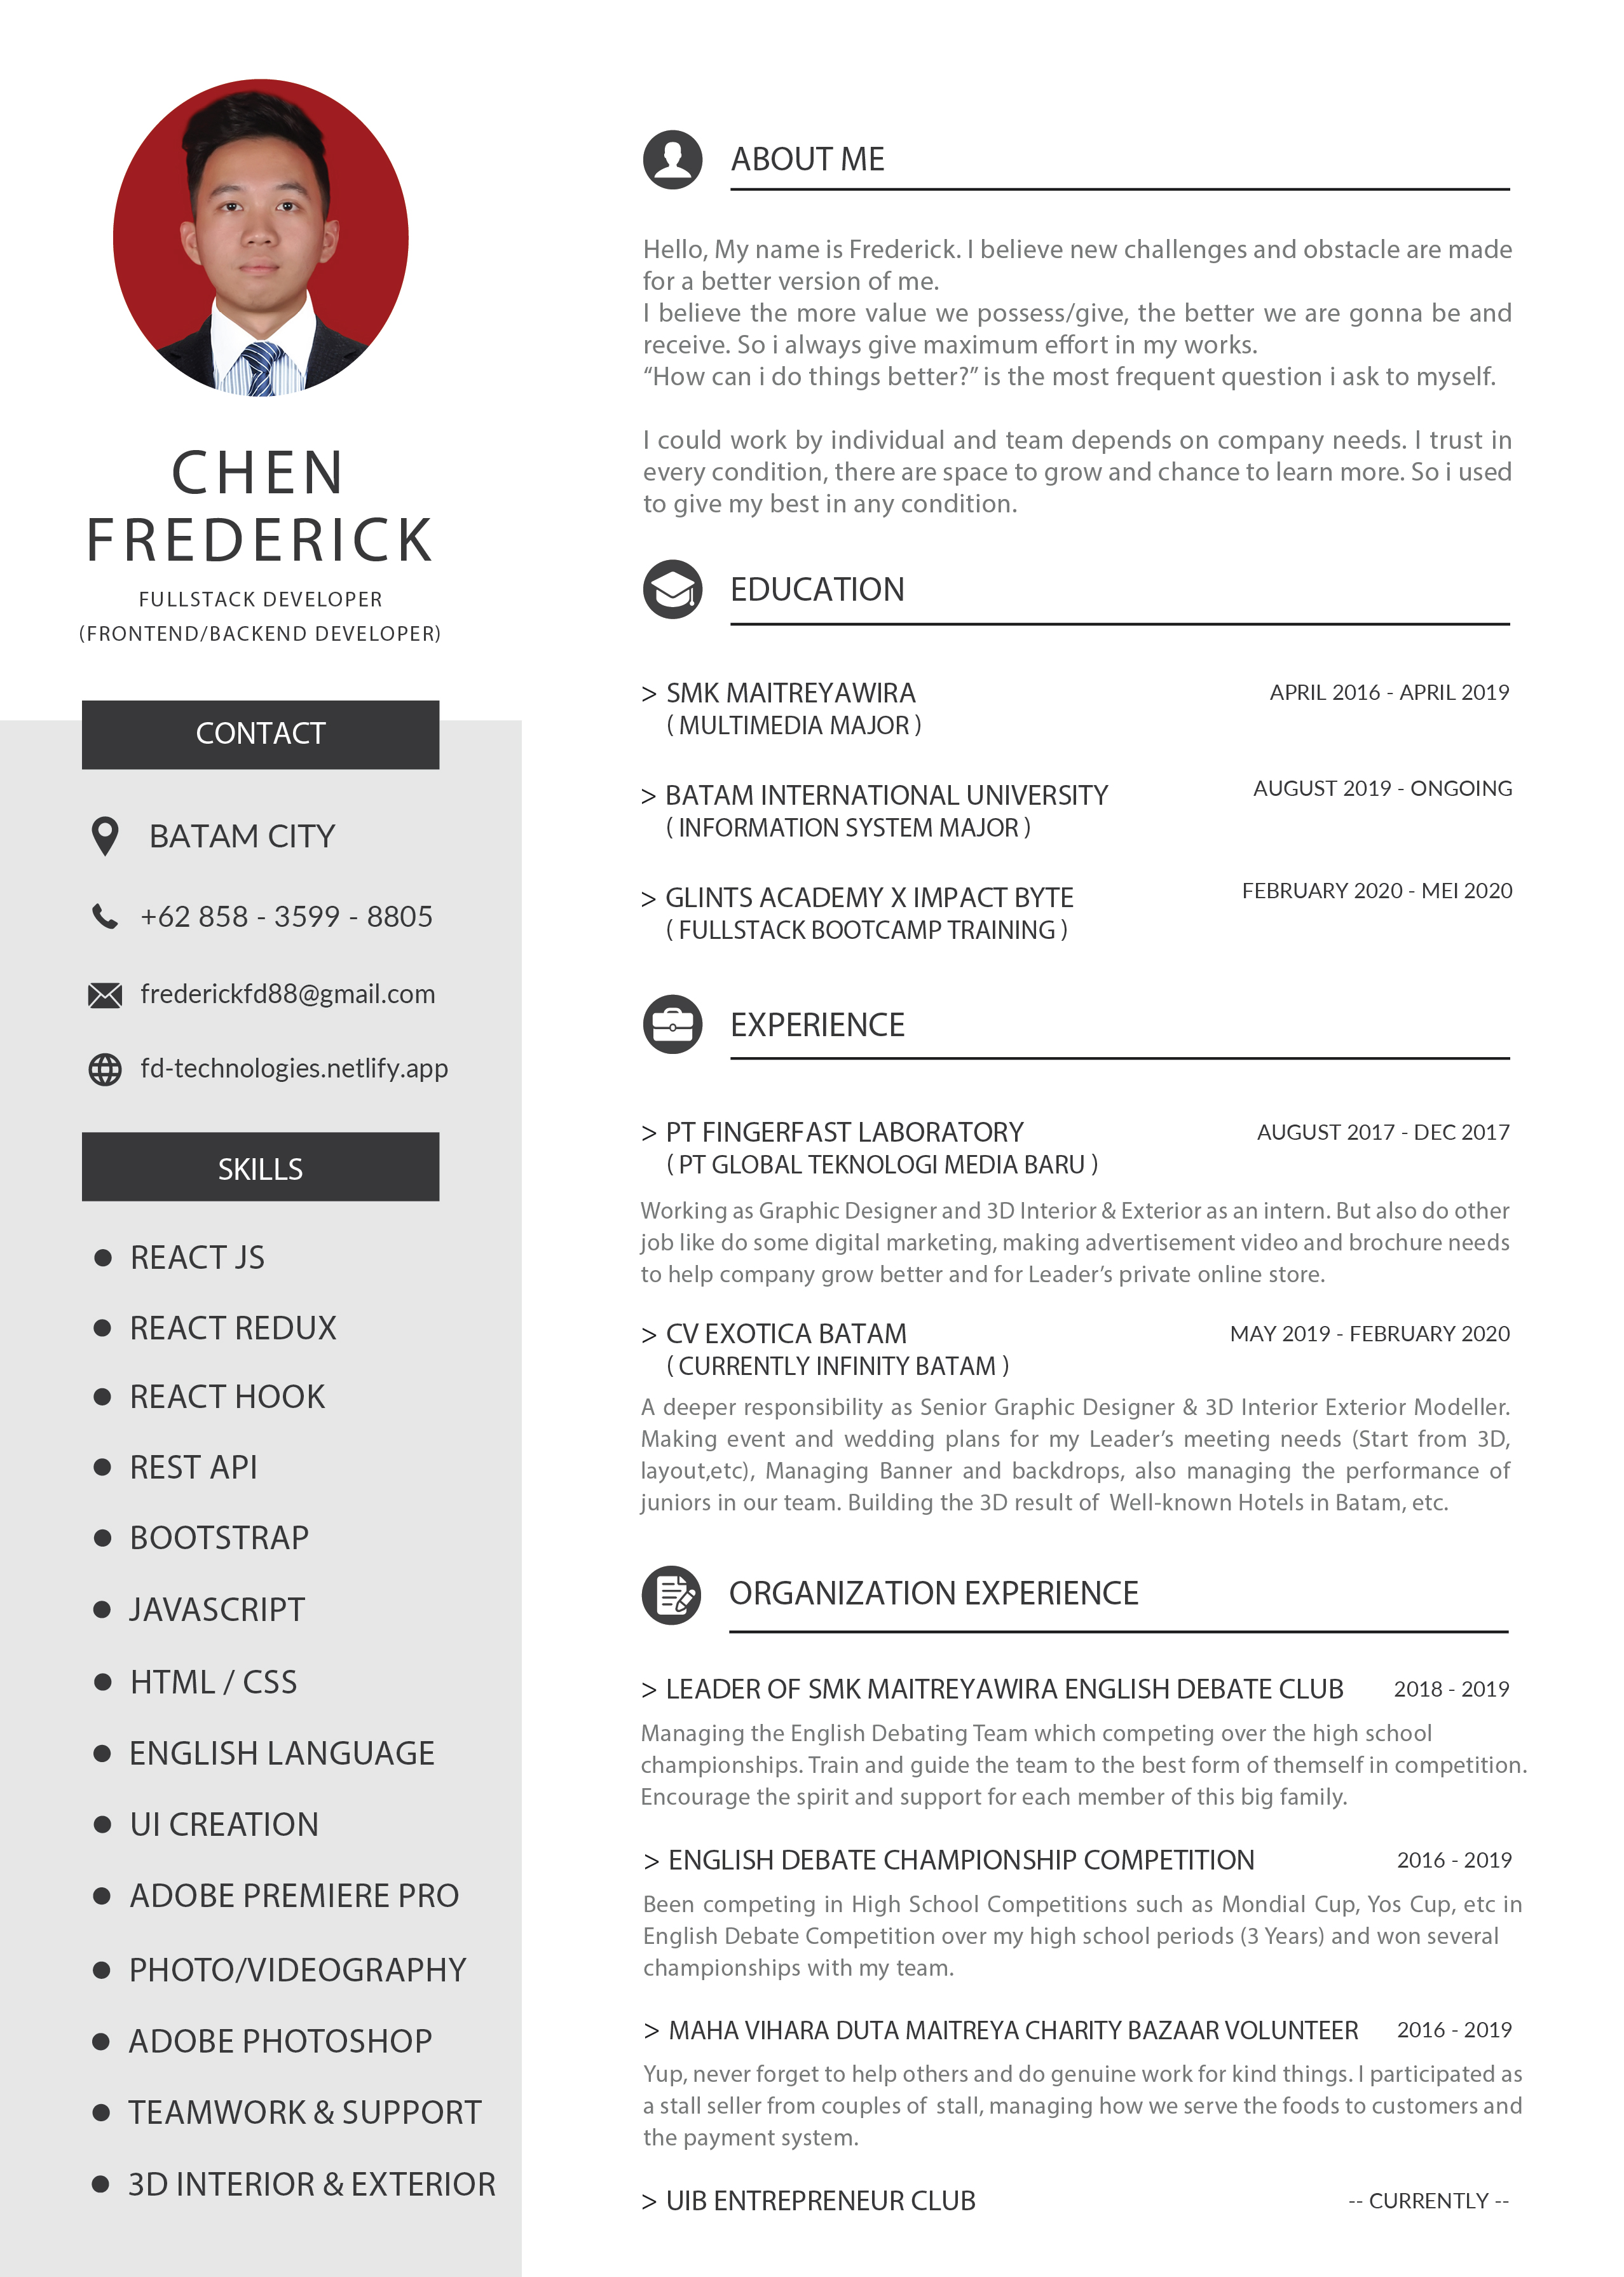 CHEN
FREDERICK
FULLSTACK DEVELOPER
(FRONTEND/BACKEND DEVELOPER)
CONTACT
BATAM CITY
+62 858 - 3599 - 8805
frederickfd88@gmail.com
fd-technologies.netlify.app
SKILLS
REACT JS
REACT REDUX
REACT HOOK
REST API
BOOTSTRAP
JAVASCRIPT
HTML / CSS
ENGLISH LANGUAGE
UI CREATION
ADOBE PREMIERE PRO
PHOTO/VIDEOGRAPHY
ADOBE PHOTOSHOP
TEAMWORK & SUPPORT
3D INTERIOR & EXTERIOR
ABOUT ME
Hello, My name is Frederick. I believe new challenges and obstacle are made
for a better version of me.
I believe the more value we possess/give, the better we are gonna be and
receive. So i always give maximum effort in my works.
“How can i do things better?” is the most frequent question i ask to myself.
I could work by individual and team depends on company needs. I trust in
every condition, there are space to grow and chance to learn more. So i used
to give my best in any condition.
EDUCATION
> SMK MAITREYAWIRA APRIL 2016 - APRIL 2019
( MULTIMEDIA MAJOR )
> BATAM INTERNATIONAL UNIVERSITY AUGUST 2019 - ONGOING
( INFORMATION SYSTEM MAJOR )
> GLINTS ACADEMY X IMPACT BYTE FEBRUARY 2020 - MEI 2020
( FULLSTACK BOOTCAMP TRAINING )
EXPERIENCE
> PT FINGERFAST LABORATORY AUGUST 2017 - DEC 2017
( PT GLOBAL TEKNOLOGI MEDIA BARU )
Working as Graphic Designer and 3D Interior & Exterior as an intern. But also do other
job like do some digital marketing, making advertisement video and brochure needs
to help company grow better and for Leader’s private online store.
> CV EXOTICA BATAM MAY 2019 - FEBRUARY 2020
( CURRENTLY INFINITY BATAM )
A deeper responsibility as Senior Graphic Designer & 3D Interior Exterior Modeller.
Making event and wedding plans for my Leader’s meeting needs (Start from 3D,
layout,etc), Managing Banner and backdrops, also managing the performance of
juniors in our team. Building the 3D result of Well-known Hotels in Batam, etc.
ORGANIZATION EXPERIENCE
> LEADER OF SMK MAITREYAWIRA ENGLISH DEBATE CLUB 2018 - 2019
Managing the English Debating Team which competing over the high school
championships. Train and guide the team to the best form of themself in competition.
Encourage the spirit and support for each member of this big family.
> ENGLISH DEBATE CHAMPIONSHIP COMPETITION 2016 - 2019
Been competing in High School Competitions such as Mondial Cup, Yos Cup, etc in
English Debate Competition over my high school periods (3 Years) and won several
championships with my team.
> MAHA VIHARA DUTA MAITREYA CHARITY BAZAAR VOLUNTEER 2016 - 2019
Yup, never forget to help others and do genuine work for kind things. I participated as
a stall seller from couples of stall, managing how we serve the foods to customers and
the payment system.
> UIB ENTREPRENEUR CLUB -- CURRENTLY --